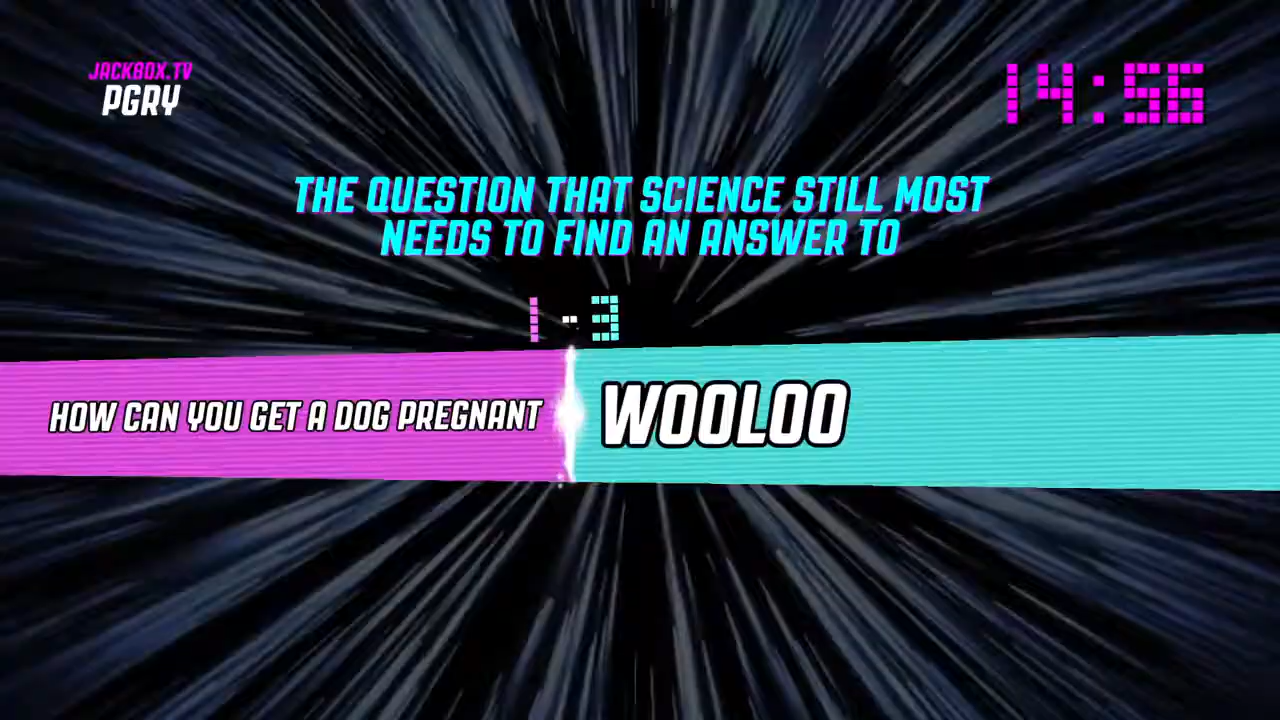 JACKBOX.TV
PGRY
14:56
THE QUESTION THAT SCIENCE STILL MOST
NEEDS TO FIND AN ANSWER TO
1-3
HOW CAN YOU GET A DOG PREGNANT
WOOLOO